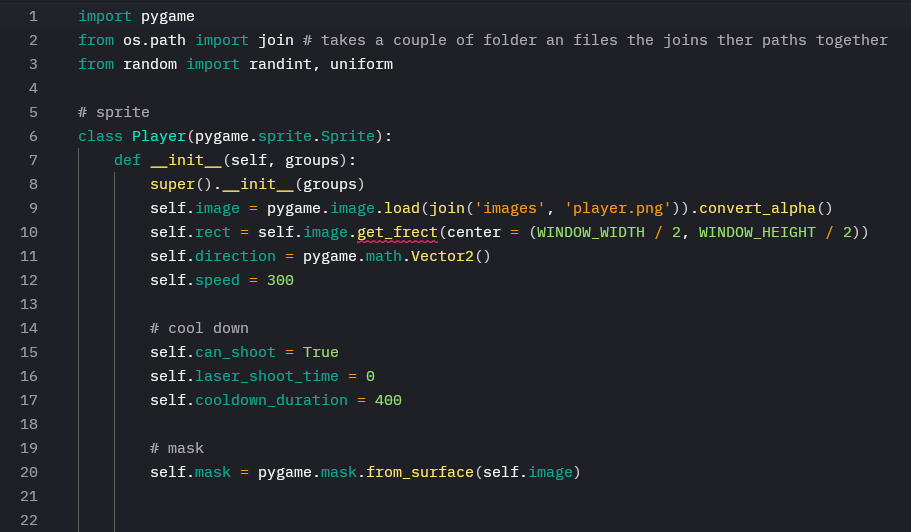 1 import pygame
2 from os.path import join # takes a couple of folder an files the joins ther paths together
3 from random import randint, uniform
4
5 # sprite
6 class Player(pygame.sprite.Sprite):
7     def __init__(self, groups):
8         super().__init__(groups)
9         self.image = pygame.image.load(join('images', 'player.png')).convert_alpha()
10         self.rect = self.image.get_frect(center = (WINDOW_WIDTH / 2, WINDOW_HEIGHT / 2))
11         self.direction = pygame.math.Vector2()
12         self.speed = 300
13
14         # cool down
15         self.can_shoot = True
16         self.laser_shoot_time = 0
17         self.cooldown_duration = 400
18
19         # mask
20         self.mask = pygame.mask.from_surface(self.image)
21
22